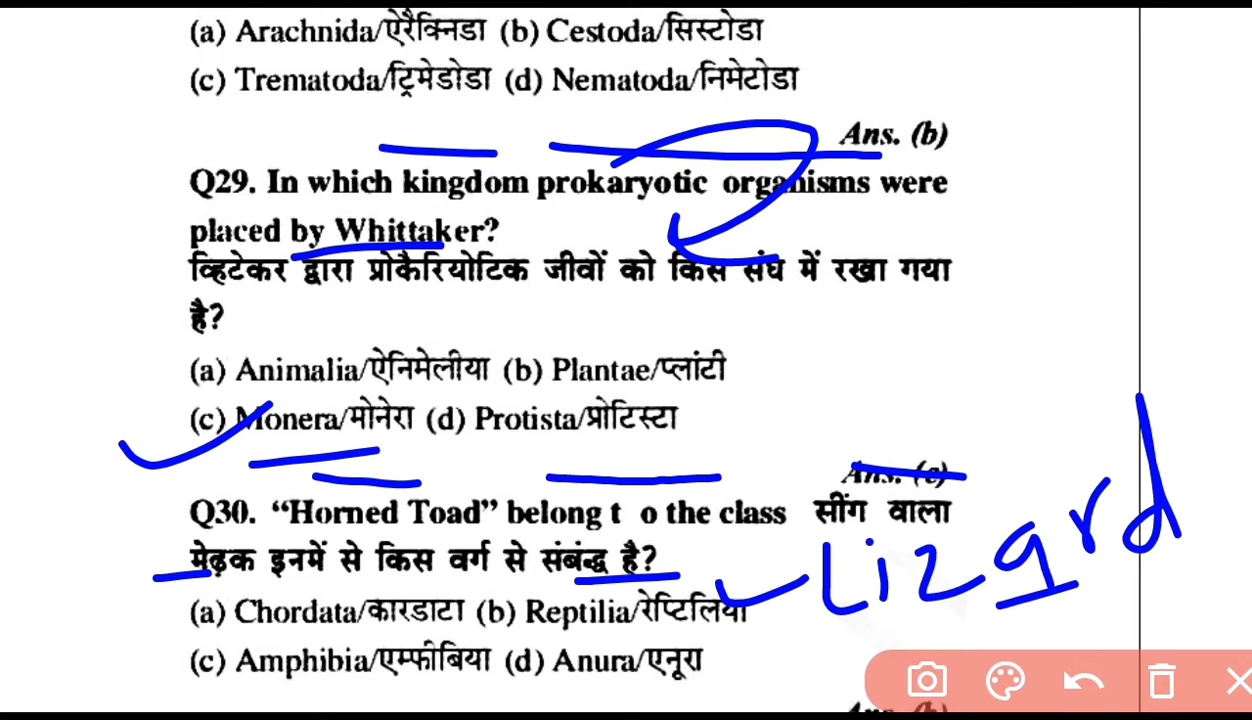 (a) Arachnida/ऐरैक्निडा (b) Cestoda/सिस्टोडा
(c) Trematoda/ट्रिमेडोडा (d) Nematoda/निमेटोडा
Ans. (b)
Q29. In which kingdom prokaryotic organisms were
placed by Whittaker?
व्हिटेकर द्वारा प्रोकैरियोटिक जीवों को किस संघ में रखा गया
है?
(a) Animalia/ऐनिमेलीया (b) Plantae/प्लांटी
(c) Monera/मोनेरा (d) Protista/प्रोटिस्टा
Ans. (c)
Q30. “Horned Toad” belong t o the class सींग वाला
मेढ़क इनमें से किस वर्ग से संबंद्ध है?
Lizard
(a) Chordata/कारडाटा (b) Reptilia/रेप्टिलिया
(c) Amphibia/एम्फीबिया (d) Anura/एनूरा